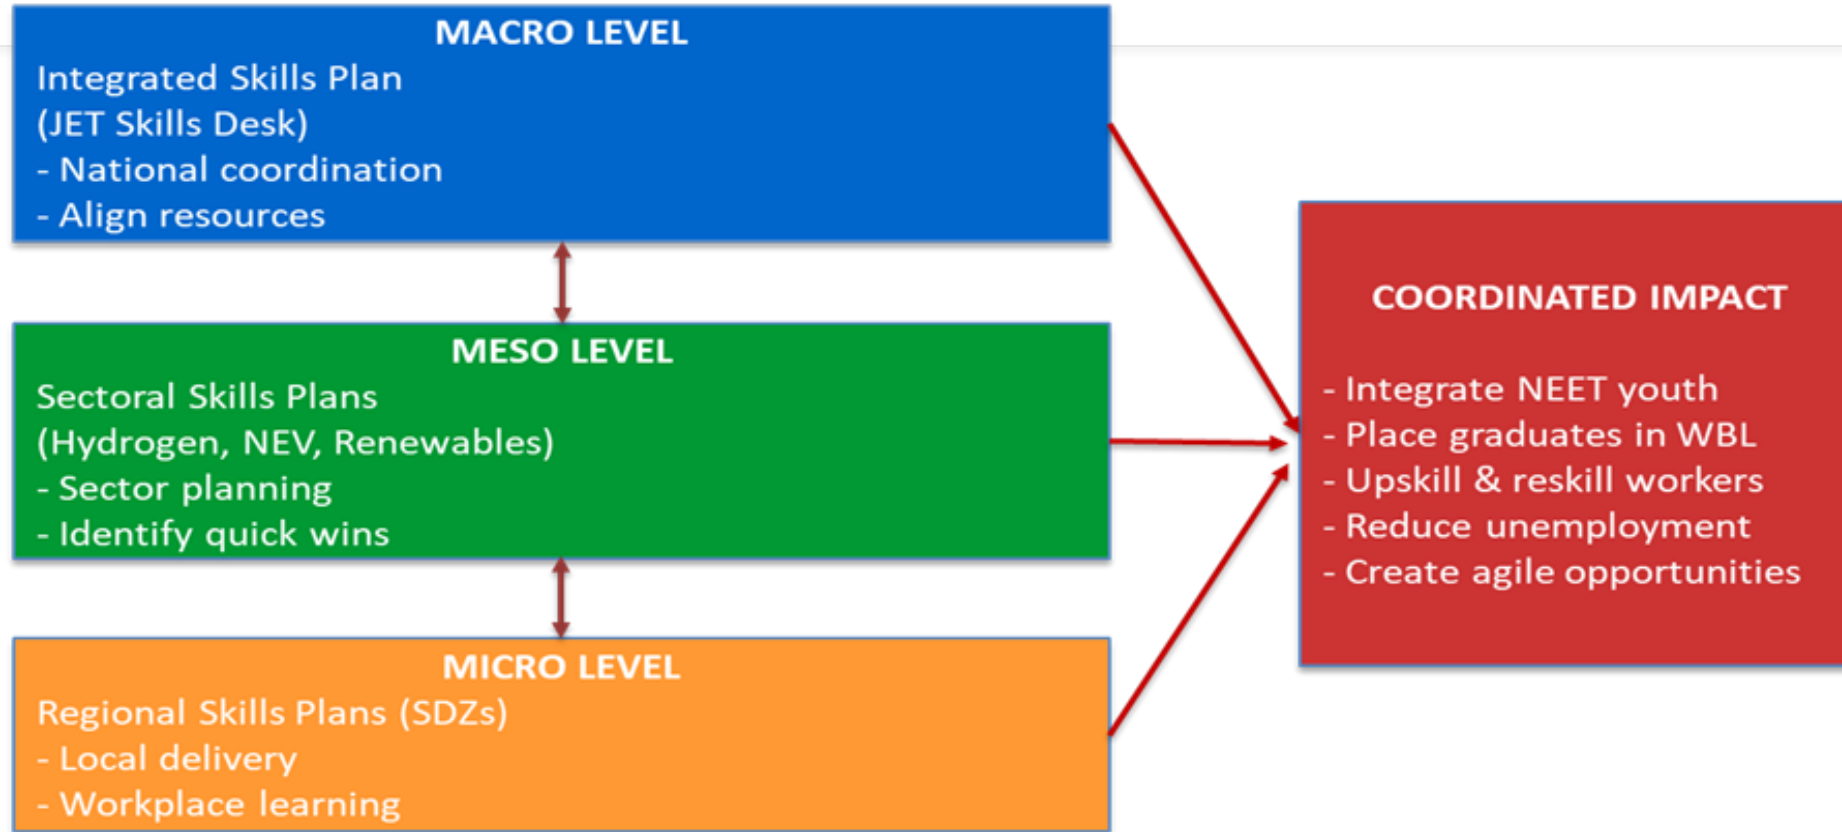 MACRO LEVEL
Integrated Skills Plan
(JET Skills Desk)
- National coordination
- Align resources
MESO LEVEL
Sectoral Skills Plans
(Hydrogen, NEV, Renewables)
- Sector planning
- Identify quick wins
MICRO LEVEL
Regional Skills Plans (SDZs)
- Local delivery
- Workplace learning
COORDINATED IMPACT
- Integrate NEET youth
- Place graduates in WBL
- Upskill & reskill workers
- Reduce unemployment
- Create agile opportunities